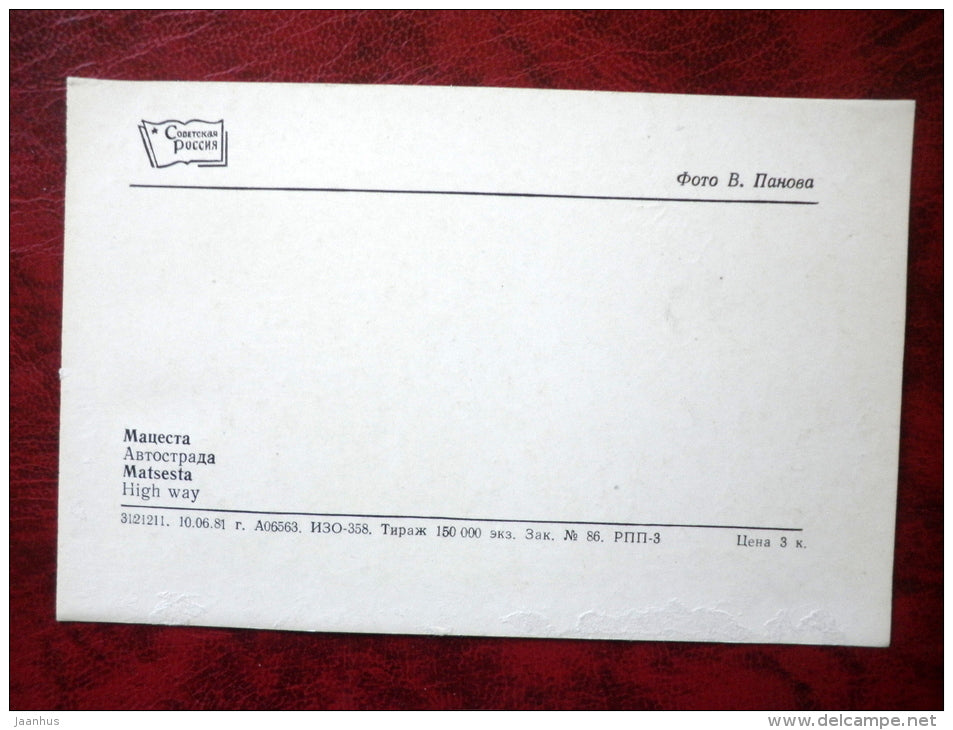 Советская
Россия
Фото В. Панова
Мацеста
Автострада
Matsesta
High way
3121211. 10.06.81 г. А06563. ИЗО-358. Тираж 150 000 экз. Зак. № 86. РПП-3 Цена 3 к.
jaanhus
www.delcampe.net